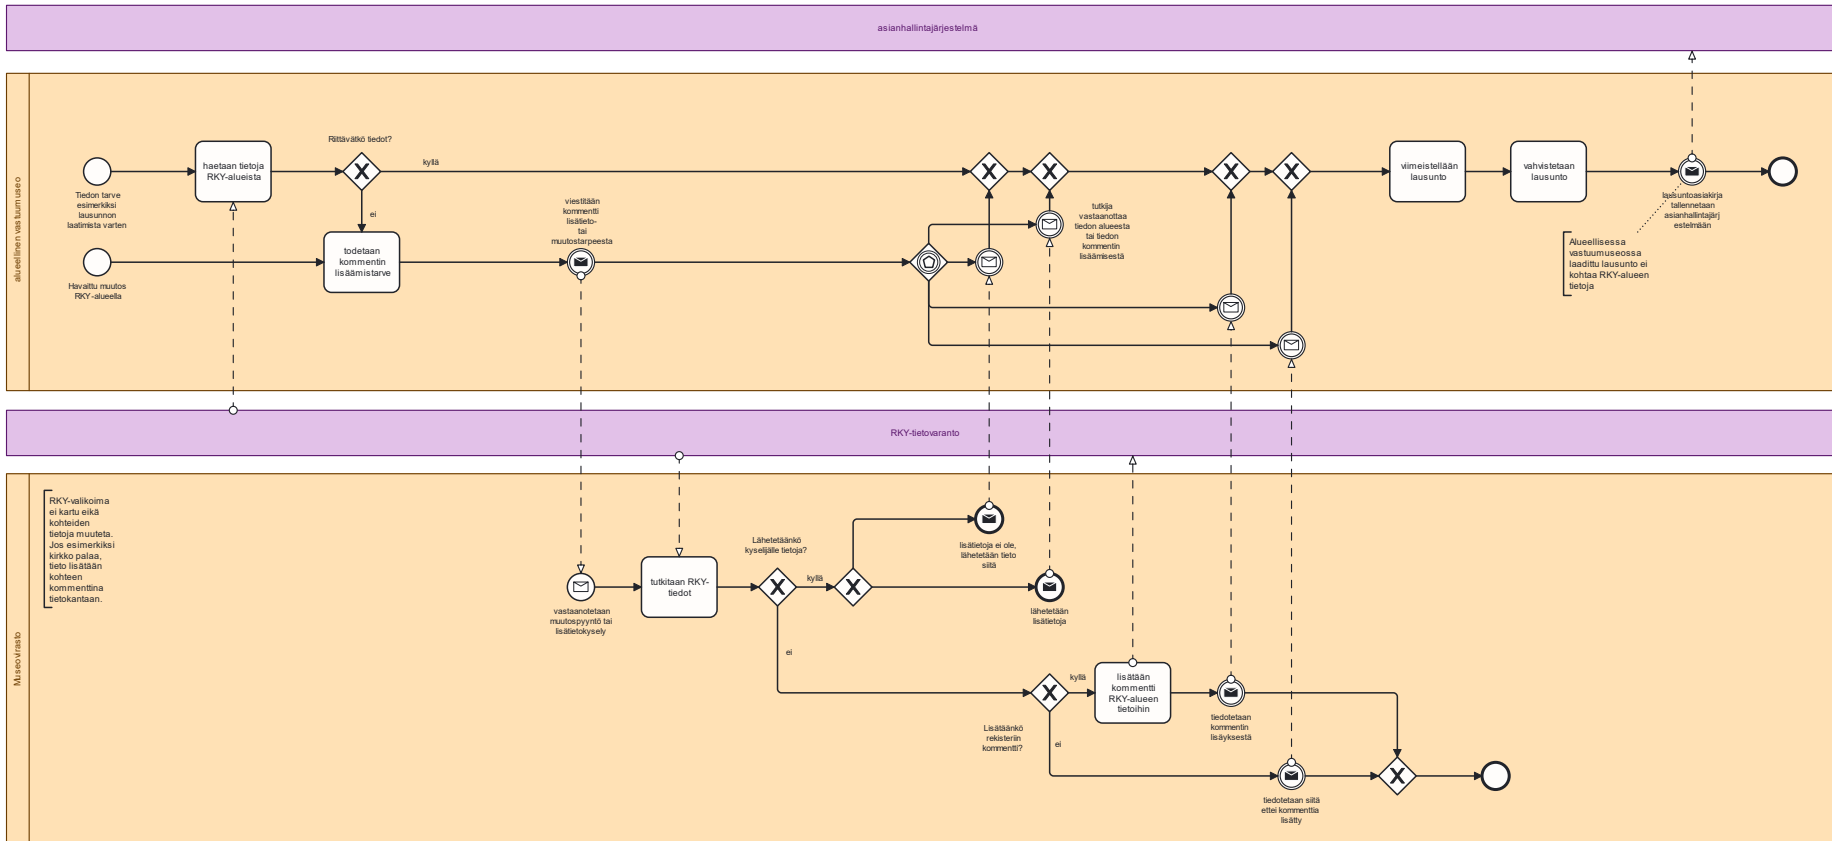 asianhallintajärjestelmä
alueellinen vastuumuseo
Tiedon tarve
esimerkiksi
lausunnon
laatimista varten
haetaan tietoja
RKY-alueista
Riittävätkö tiedot?
kyllä
ei
Havaittu muutos
RKY-alueella
todetaan
kommentin
lisäämistarve
viestitään
kommentti
lisätieto-
tai
muutostarpeesta
tutkija
vastaanottaa
tiedon alueesta
tai tiedon
kommentin
lisäämisestä
viimeistellään
lausunto
vahvistetaan
lausunto
lausuntoasiakirja
tallennetaan
asianhallintajärj
estelmään
Alueellisessa
vastuumuseossa
laadittu lausunto ei
kohtaa RKY-alueen
tietoja
RKY-tietovaranto
Museovirasto
RKY-valikoima
ei kartu eikä
kohteiden
tietoja muuteta.
Jos esimerkiksi
kirkko palaa,
tieto lisätään
kohteen
kommenttina
tietokantaan.
vastaanotetaan
muutospyyntö tai
lisätietokysely
tutkitaan RKY-
tiedot
Lähetetäänkö
kyselijälle tietoja?
kyllä
ei
lisätietoja ei ole,
lähetetään tieto
siitä
lähetetään
lisätietoja
Lisätäänkö
rekisteriin
kommentti?
kyllä
ei
lisätään
kommentti
RKY-alueen
tietoihin
tiedotetaan
kommentin
lisäyksestä
tiedotetaan siitä
ettei kommenttia
lisätty